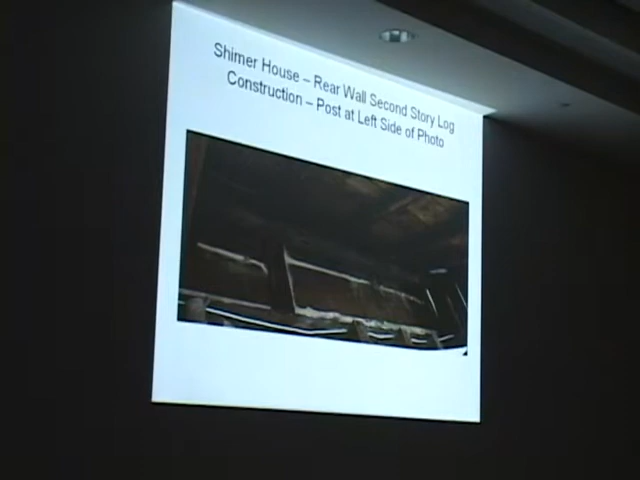 Shimer House – Rear Wall Second Story Log
Construction – Post at Left Side of Photo